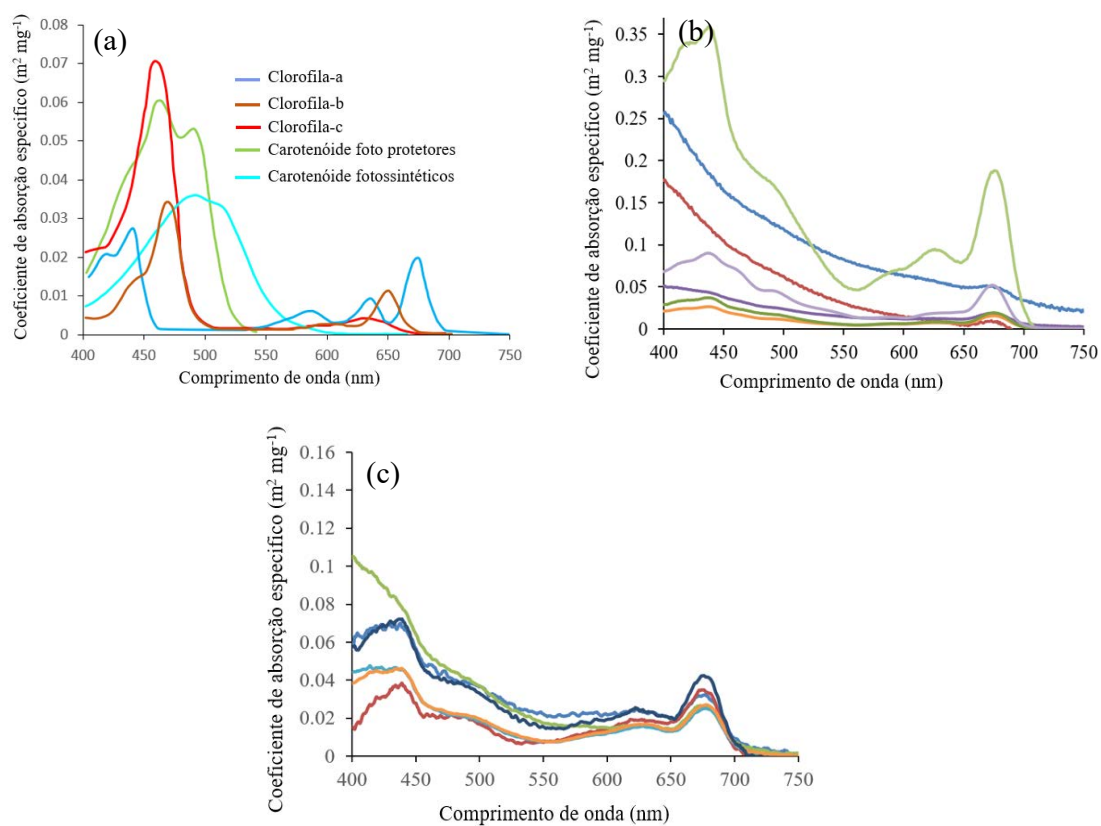 (a)
Coeficiente de absorção especifico (m² mg⁻¹)
0.08
0.07
0.06
0.05
0.04
0.03
0.02
0.01
0
Clorofila-a
Clorofila-b
Clorofila-c
Carotenóide foto protetores
Carotenóide fotossintéticos
400 450 500 550 600 650 700 750
Comprimento de onda (nm)
(b)
Coeficiente de absorção especifico (m² mg⁻¹)
0.35
0.3
0.25
0.2
0.15
0.1
0.05
0
400 450 500 550 600 650 700 750
Comprimento de onda (nm)
(c)
Coeficiente de absorção especifico (m² mg⁻¹)
0.16
0.14
0.12
0.1
0.08
0.06
0.04
0.02
0
400 450 500 550 600 650 700 750
Comprimento de onda (nm)